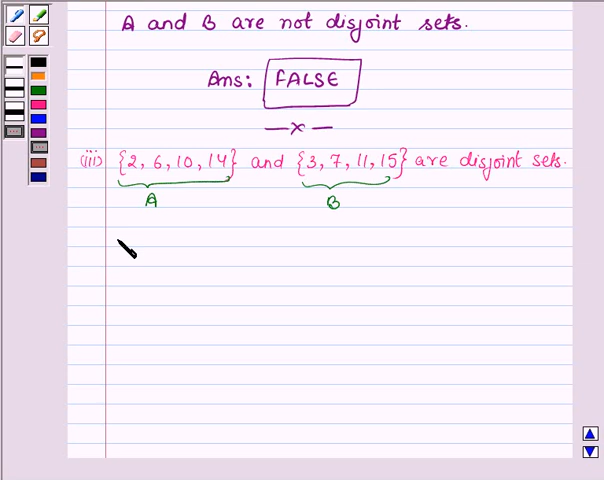 A and B are not disjoint sets.
Ans: FALSE
—x—
(iii) {2, 6, 10, 14} and {3, 7, 11, 15} are disjoint sets.
A B